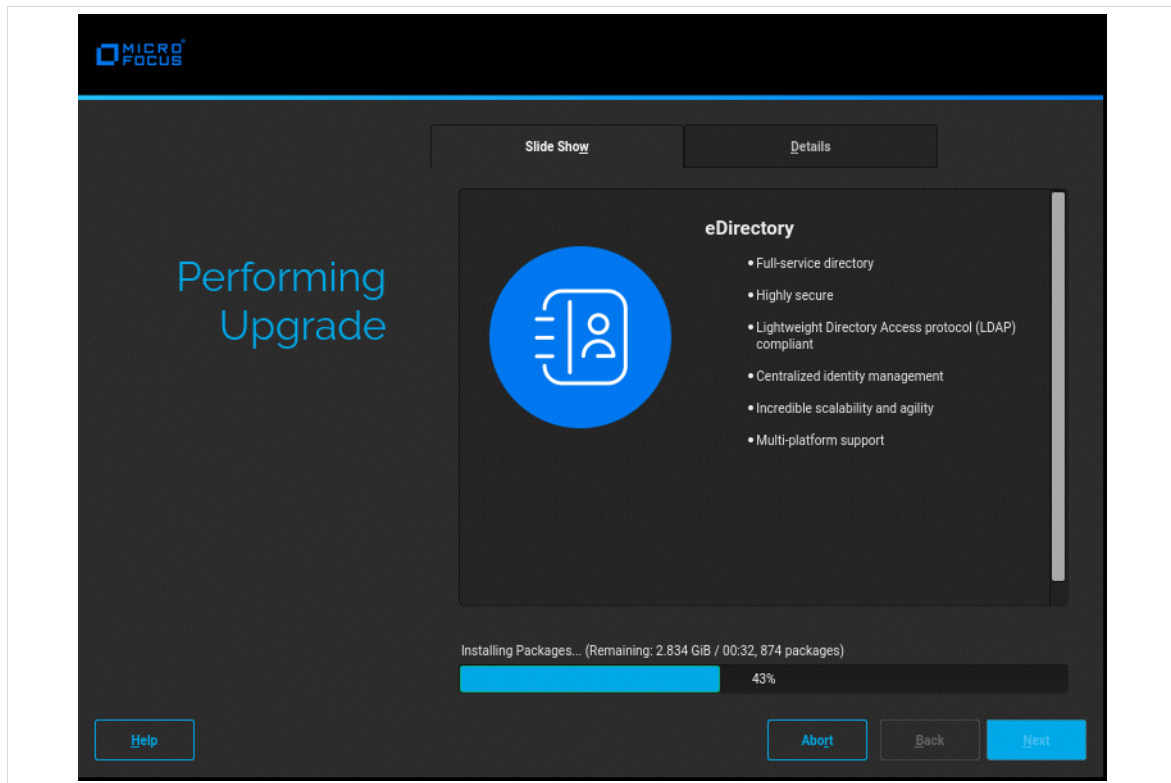 MICRO
FOCUS
Slide Show
Details
Performing
Upgrade
eDirectory
• Full-service directory
• Highly secure
• Lightweight Directory Access protocol (LDAP)
compliant
• Centralized identity management
• Incredible scalability and agility
• Multi-platform support
Installing Packages... (Remaining: 2.834 GiB / 00:32, 874 packages)
43%
Help
Abort
Back
Next